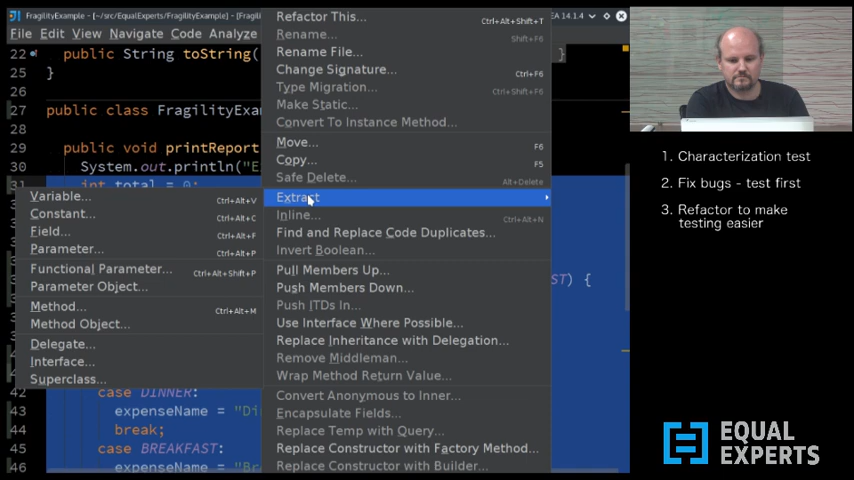 FragilityExample - [~/src/EqualExperts/FragilityExample] - [Fragil
EA 14.1.4
File Edit View Navigate Code Analyze
22 public String toString(
25 }
26
27 public class FragilityExa
28
29 public void printReport
30 System.out.println("E
31 int total = 0;
ST) {
42 case DINNER:
43 expenseName = "Di
44 break;
45 case BREAKFAST:
46 expenseName = "Br
Refactor This... Ctrl+Alt+Shift+T
Rename... Shift+F6
Rename File...
Change Signature... Ctrl+F6
Type Migration... Ctrl+Shift+F6
Make Static...
Convert To Instance Method...
Move... F6
Copy... F5
Safe Delete... Alt+Delete
Extract
Inline... Ctrl+Alt+N
Find and Replace Code Duplicates...
Invert Boolean...
Pull Members Up...
Push Members Down...
Push ITDs In...
Use Interface Where Possible...
Replace Inheritance with Delegation...
Remove Middleman...
Wrap Method Return Value...
Convert Anonymous to Inner...
Encapsulate Fields...
Replace Temp with Query...
Replace Constructor with Factory Method...
Replace Constructor with Builder...
Variable... Ctrl+Alt+V
Constant... Ctrl+Alt+C
Field... Ctrl+Alt+F
Parameter... Ctrl+Alt+P
Functional Parameter... Ctrl+Alt+Shift+P
Parameter Object...
Method... Ctrl+Alt+M
Method Object...
Delegate...
Interface...
Superclass...
1. Characterization test
2. Fix bugs - test first
3. Refactor to make
testing easier
EQUAL
EXPERTS